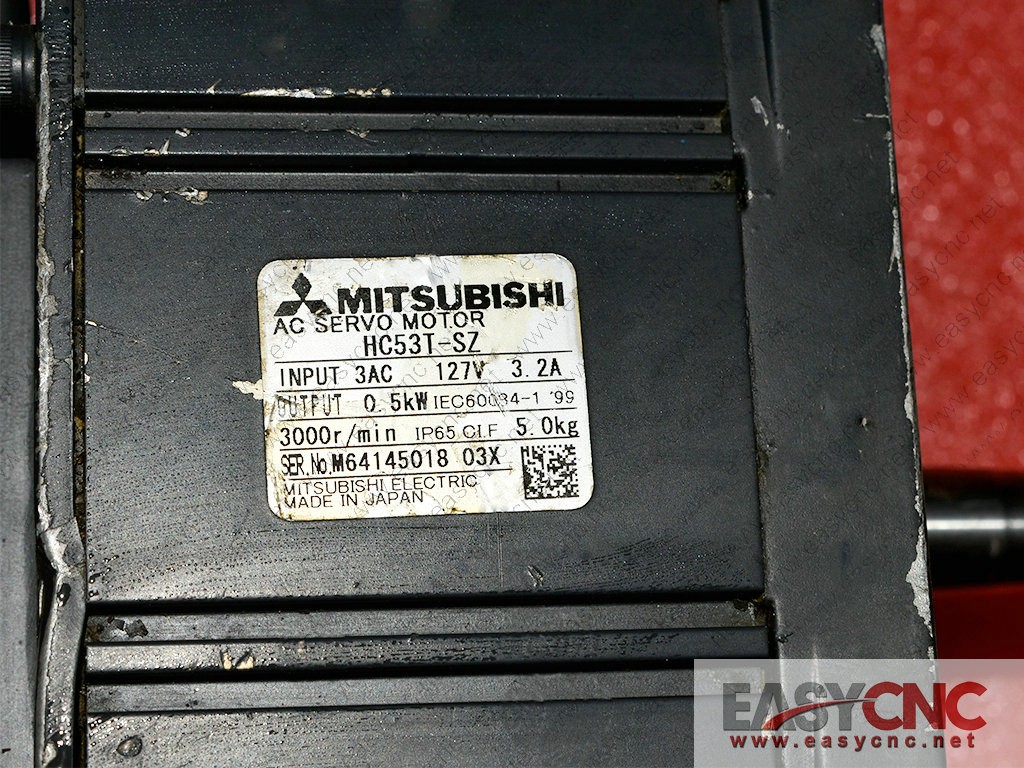 MITSUBISHI
AC SERVO MOTOR
HC53T-SZ
INPUT 3AC 127V 3.2A
OUTPUT 0.5kW IEC60034-1 '99
3000r/min IP65 CI.F 5.0kg
SER.No.M64145018 03X
MITSUBISHI ELECTRIC
MADE IN JAPAN
EASYCNC
www.easycnc.net